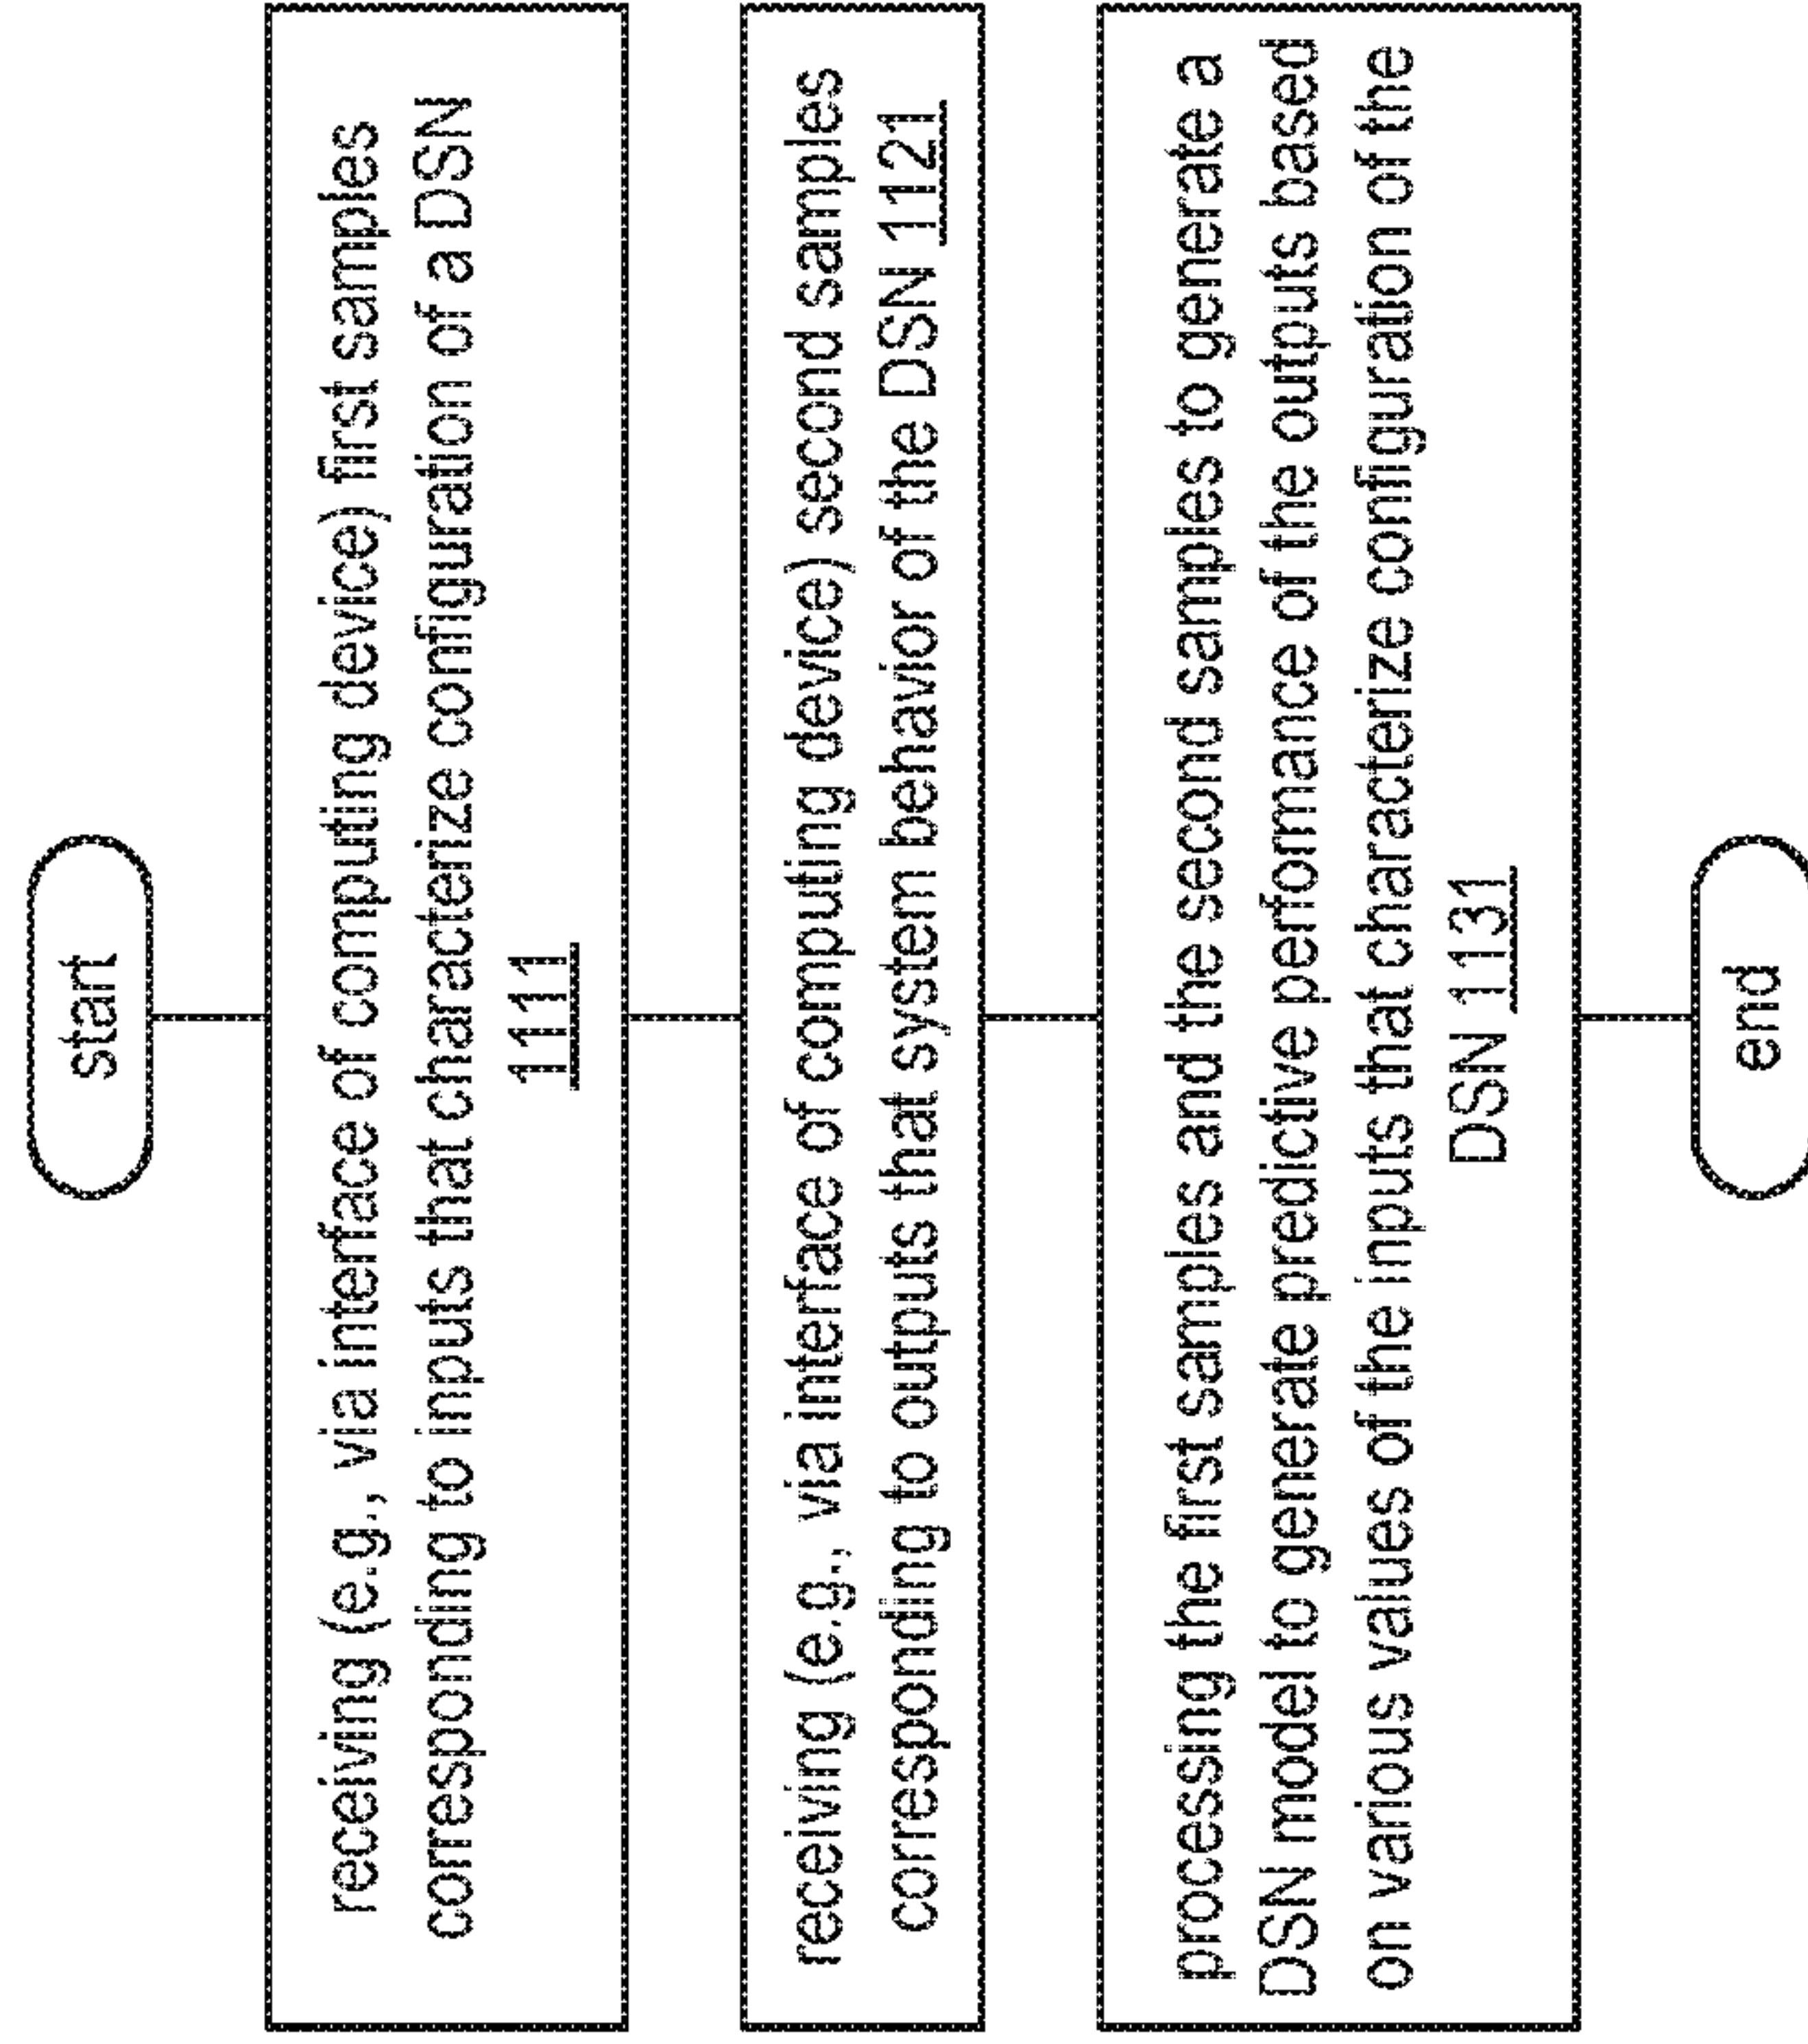 start
receiving (e.g., via interface of computing device) first samples
corresponding to inputs that characterize configuration of a DSN
1111
receiving (e.g., via interface of computing device) second samples
corresponding to outputs that system behavior of the DSN 1121
processing the first samples and the second samples to generate a
DSN model to generate predictive performance of the outputs based
on various values of the inputs that characterize configuration of the
DSN 1131
end